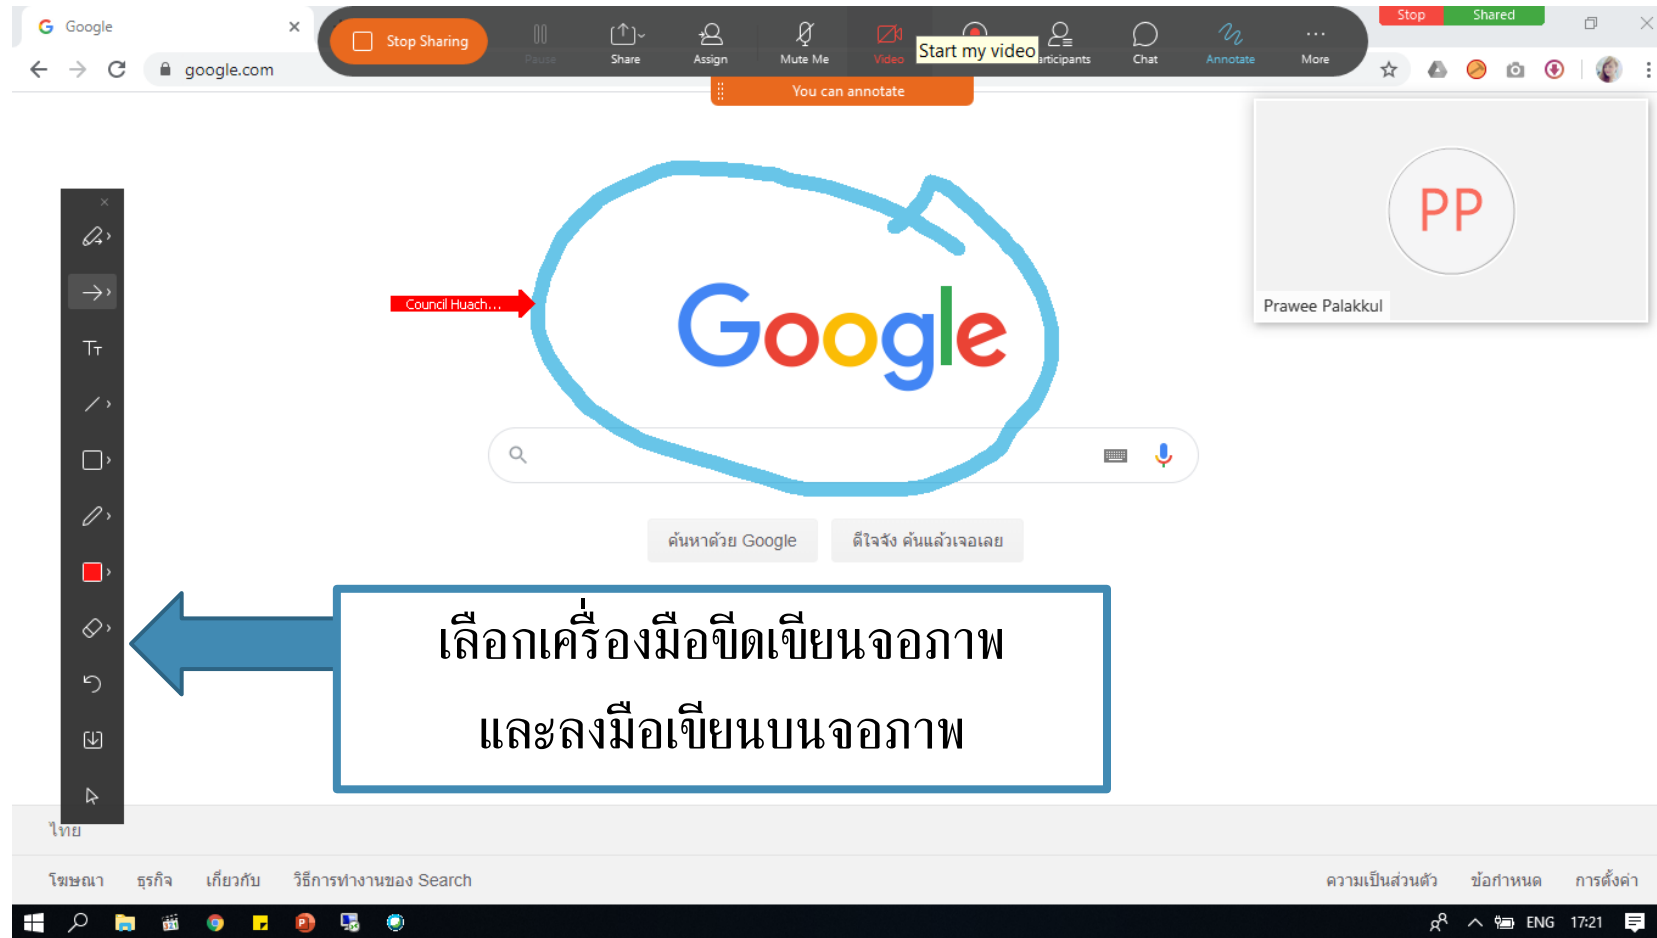 Google
Stop Sharing
Pause
Share
Assign
Mute Me
Video
Start my video
articipants
Chat
Annotate
More
Stop
Shared
google.com
You can annotate
PP
Prawee Palakkul
Council Huach...
Google
ค้นหาด้วย Google
ดีใจจัง ค้นแล้วเจอเลย
เลือกเครื่องมือขีดเขียนจอภาพ
และลงมือเขียนบนจอภาพ
ไทย
โฆษณา ธุรกิจ เกี่ยวกับ วิธีการทำงานของ Search
ความเป็นส่วนตัว ข้อกำหนด การตั้งค่า
ENG 17:21